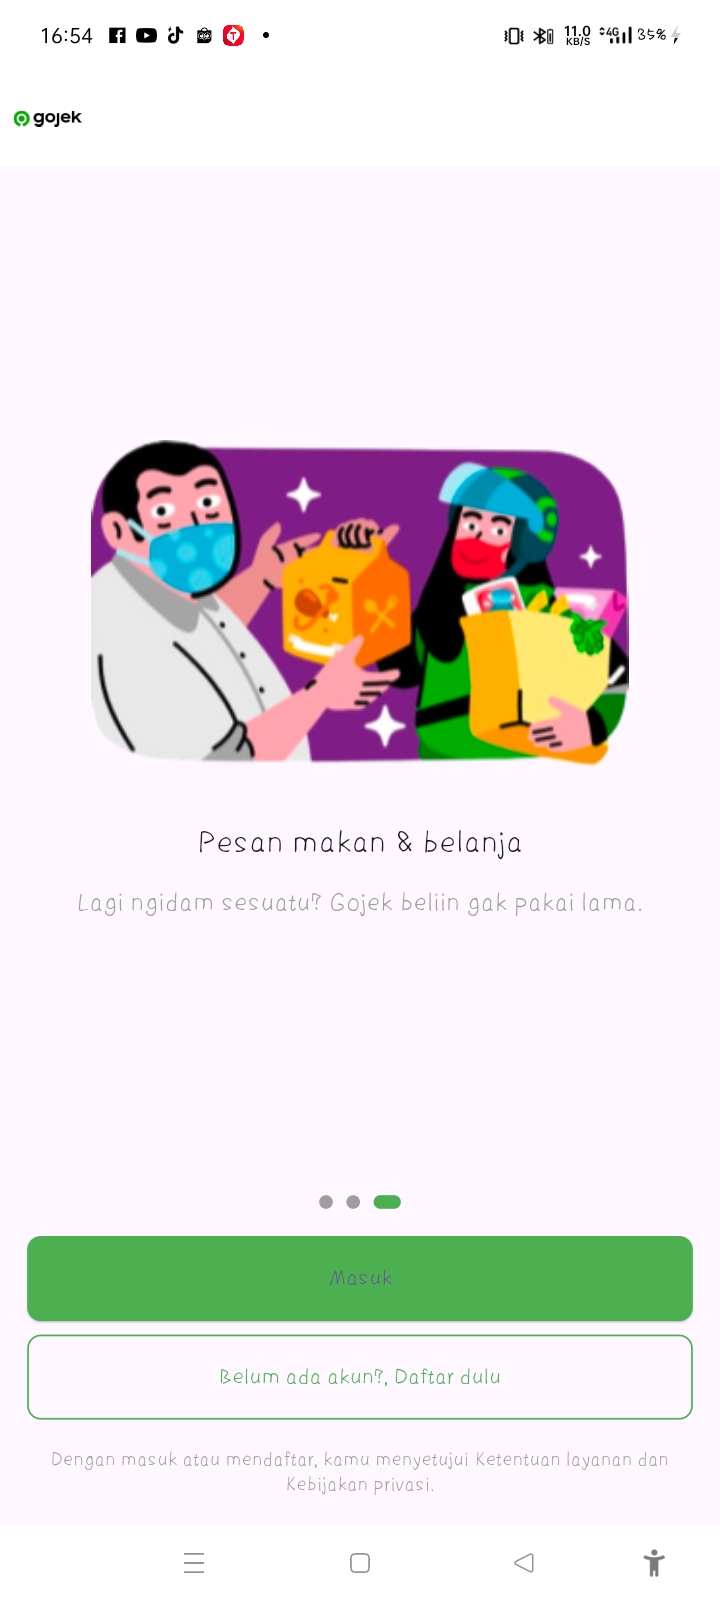 16:54
11.0
KB/S
4G
35%
gojek
Pesan makan & belanja
Lagi ngidam sesuatu? Gojek beliin gak pakai lama.
Masuk
Belum ada akun?, Daftar dulu
Dengan masuk atau mendaftar, kamu menyetujui Ketentuan layanan dan
Kebijakan privasi.